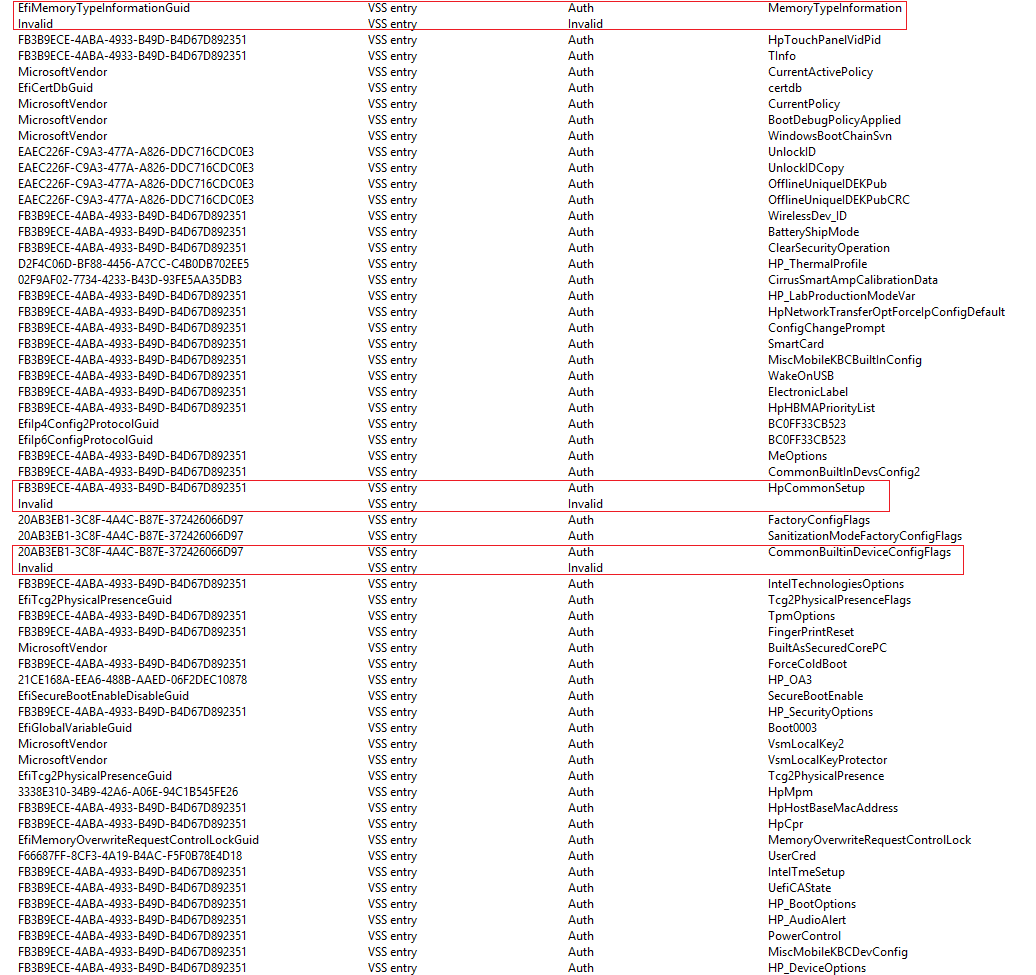 EfiMemoryTypeInformationGuid VSS entry Auth MemoryTypeInformation
Invalid VSS entry Invalid
FB3B9ECE-4ABA-4933-B49D-B4D67D892351 VSS entry Auth HpTouchPanelVidPid
FB3B9ECE-4ABA-4933-B49D-B4D67D892351 VSS entry Auth TInfo
MicrosoftVendor VSS entry Auth CurrentActivePolicy
EfiCertDbGuid VSS entry Auth certdb
MicrosoftVendor VSS entry Auth CurrentPolicy
MicrosoftVendor VSS entry Auth BootDebugPolicyApplied
MicrosoftVendor VSS entry Auth WindowsBootChainSvn
EAEC226F-C9A3-477A-A826-DDC716CDC0E3 VSS entry Auth UnlockID
EAEC226F-C9A3-477A-A826-DDC716CDC0E3 VSS entry Auth UnlockIDCopy
EAEC226F-C9A3-477A-A826-DDC716CDC0E3 VSS entry Auth OfflineUniqueIDEKPub
EAEC226F-C9A3-477A-A826-DDC716CDC0E3 VSS entry Auth OfflineUniqueIDEKPubCRC
FB3B9ECE-4ABA-4933-B49D-B4D67D892351 VSS entry Auth WirelessDev_ID
FB3B9ECE-4ABA-4933-B49D-B4D67D892351 VSS entry Auth BatteryShipMode
FB3B9ECE-4ABA-4933-B49D-B4D67D892351 VSS entry Auth ClearSecurityOperation
D2F4C06D-BF88-4456-A7CC-C4B0DB702EE5 VSS entry Auth HP_ThermalProfile
02F9AF02-7734-4233-B43D-93FE5AA35DB3 VSS entry Auth CirrusSmartAmpCalibrationData
FB3B9ECE-4ABA-4933-B49D-B4D67D892351 VSS entry Auth HP_LabProductionModeVar
FB3B9ECE-4ABA-4933-B49D-B4D67D892351 VSS entry Auth HpNetworkTransferOptForceIpConfigDefault
FB3B9ECE-4ABA-4933-B49D-B4D67D892351 VSS entry Auth ConfigChangePrompt
FB3B9ECE-4ABA-4933-B49D-B4D67D892351 VSS entry Auth SmartCard
FB3B9ECE-4ABA-4933-B49D-B4D67D892351 VSS entry Auth MiscMobileKBCBuiltInConfig
FB3B9ECE-4ABA-4933-B49D-B4D67D892351 VSS entry Auth WakeOnUSB
FB3B9ECE-4ABA-4933-B49D-B4D67D892351 VSS entry Auth ElectronicLabel
FB3B9ECE-4ABA-4933-B49D-B4D67D892351 VSS entry Auth HpHBMAPriorityList
EfiIp4Config2ProtocolGuid VSS entry Auth BC0FF33CB523
EfiIp6ConfigProtocolGuid VSS entry Auth BC0FF33CB523
FB3B9ECE-4ABA-4933-B49D-B4D67D892351 VSS entry Auth MeOptions
FB3B9ECE-4ABA-4933-B49D-B4D67D892351 VSS entry Auth CommonBuiltInDevsConfig2
FB3B9ECE-4ABA-4933-B49D-B4D67D892351 VSS entry Auth HpCommonSetup
Invalid VSS entry Invalid
20AB3EB1-3C8F-4A4C-B87E-372426066D97 VSS entry Auth FactoryConfigFlags
20AB3EB1-3C8F-4A4C-B87E-372426066D97 VSS entry Auth SanitizationModeFactoryConfigFlags
20AB3EB1-3C8F-4A4C-B87E-372426066D97 VSS entry Auth CommonBuiltinDeviceConfigFlags
Invalid VSS entry Invalid
FB3B9ECE-4ABA-4933-B49D-B4D67D892351 VSS entry Auth IntelTechnologiesOptions
EfiTcg2PhysicalPresenceGuid VSS entry Auth Tcg2PhysicalPresenceFlags
FB3B9ECE-4ABA-4933-B49D-B4D67D892351 VSS entry Auth TpmOptions
FB3B9ECE-4ABA-4933-B49D-B4D67D892351 VSS entry Auth FingerPrintReset
MicrosoftVendor VSS entry Auth BuiltAsSecuredCorePC
FB3B9ECE-4ABA-4933-B49D-B4D67D892351 VSS entry Auth ForceColdBoot
21CE168A-EEA6-488B-AAED-06F2DEC10878 VSS entry Auth HP_OA3
EfiSecureBootEnableDisableGuid VSS entry Auth SecureBootEnable
FB3B9ECE-4ABA-4933-B49D-B4D67D892351 VSS entry Auth HP_SecurityOptions
EfiGlobalVariableGuid VSS entry Auth Boot0003
MicrosoftVendor VSS entry Auth VsmLocalKey2
MicrosoftVendor VSS entry Auth VsmLocalKeyProtector
EfiTcg2PhysicalPresenceGuid VSS entry Auth Tcg2PhysicalPresence
3338E310-34B9-42A6-A06E-94C1B545FE26 VSS entry Auth HpMpm
FB3B9ECE-4ABA-4933-B49D-B4D67D892351 VSS entry Auth HpHostBaseMacAddress
FB3B9ECE-4ABA-4933-B49D-B4D67D892351 VSS entry Auth HpCpr
EfiMemoryOverwriteRequestControlLockGuid VSS entry Auth MemoryOverwriteRequestControlLock
F66687FF-8CF3-4A19-B4AC-F5F0B78E4D18 VSS entry Auth UserCred
FB3B9ECE-4ABA-4933-B49D-B4D67D892351 VSS entry Auth IntelTmeSetup
FB3B9ECE-4ABA-4933-B49D-B4D67D892351 VSS entry Auth UefiCAState
FB3B9ECE-4ABA-4933-B49D-B4D67D892351 VSS entry Auth HP_BootOptions
FB3B9ECE-4ABA-4933-B49D-B4D67D892351 VSS entry Auth HP_AudioAlert
FB3B9ECE-4ABA-4933-B49D-B4D67D892351 VSS entry Auth PowerControl
FB3B9ECE-4ABA-4933-B49D-B4D67D892351 VSS entry Auth MiscMobileKBCDevConfig
FB3B9ECE-4ABA-4933-B49D-B4D67D892351 VSS entry Auth HP_DeviceOptions